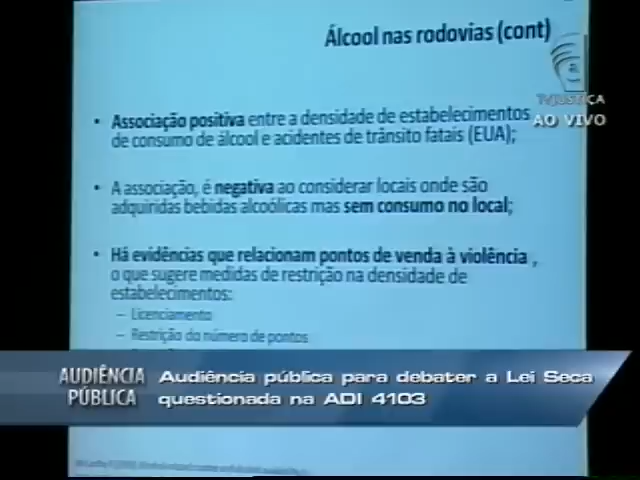 Álcool nas rodovias (cont)
TV JUSTIÇA
AO VIVO
• Associação positiva entre a densidade de estabelecimentos
de consumo de álcool e acidentes de trânsito fatais (EUA);
• A associação, é negativa ao considerar locais onde são
adquiridas bebidas alcoólicas mas sem consumo no local;
• Há evidências que relacionam pontos de venda à violência ,
o que sugere medidas de restrição na densidade de
estabelecimentos:
– Licenciamento
– Restrição do número de pontos
AUDIÊNCIA
PÚBLICA
Audiência pública para debater a Lei Seca
questionada na ADI 4103